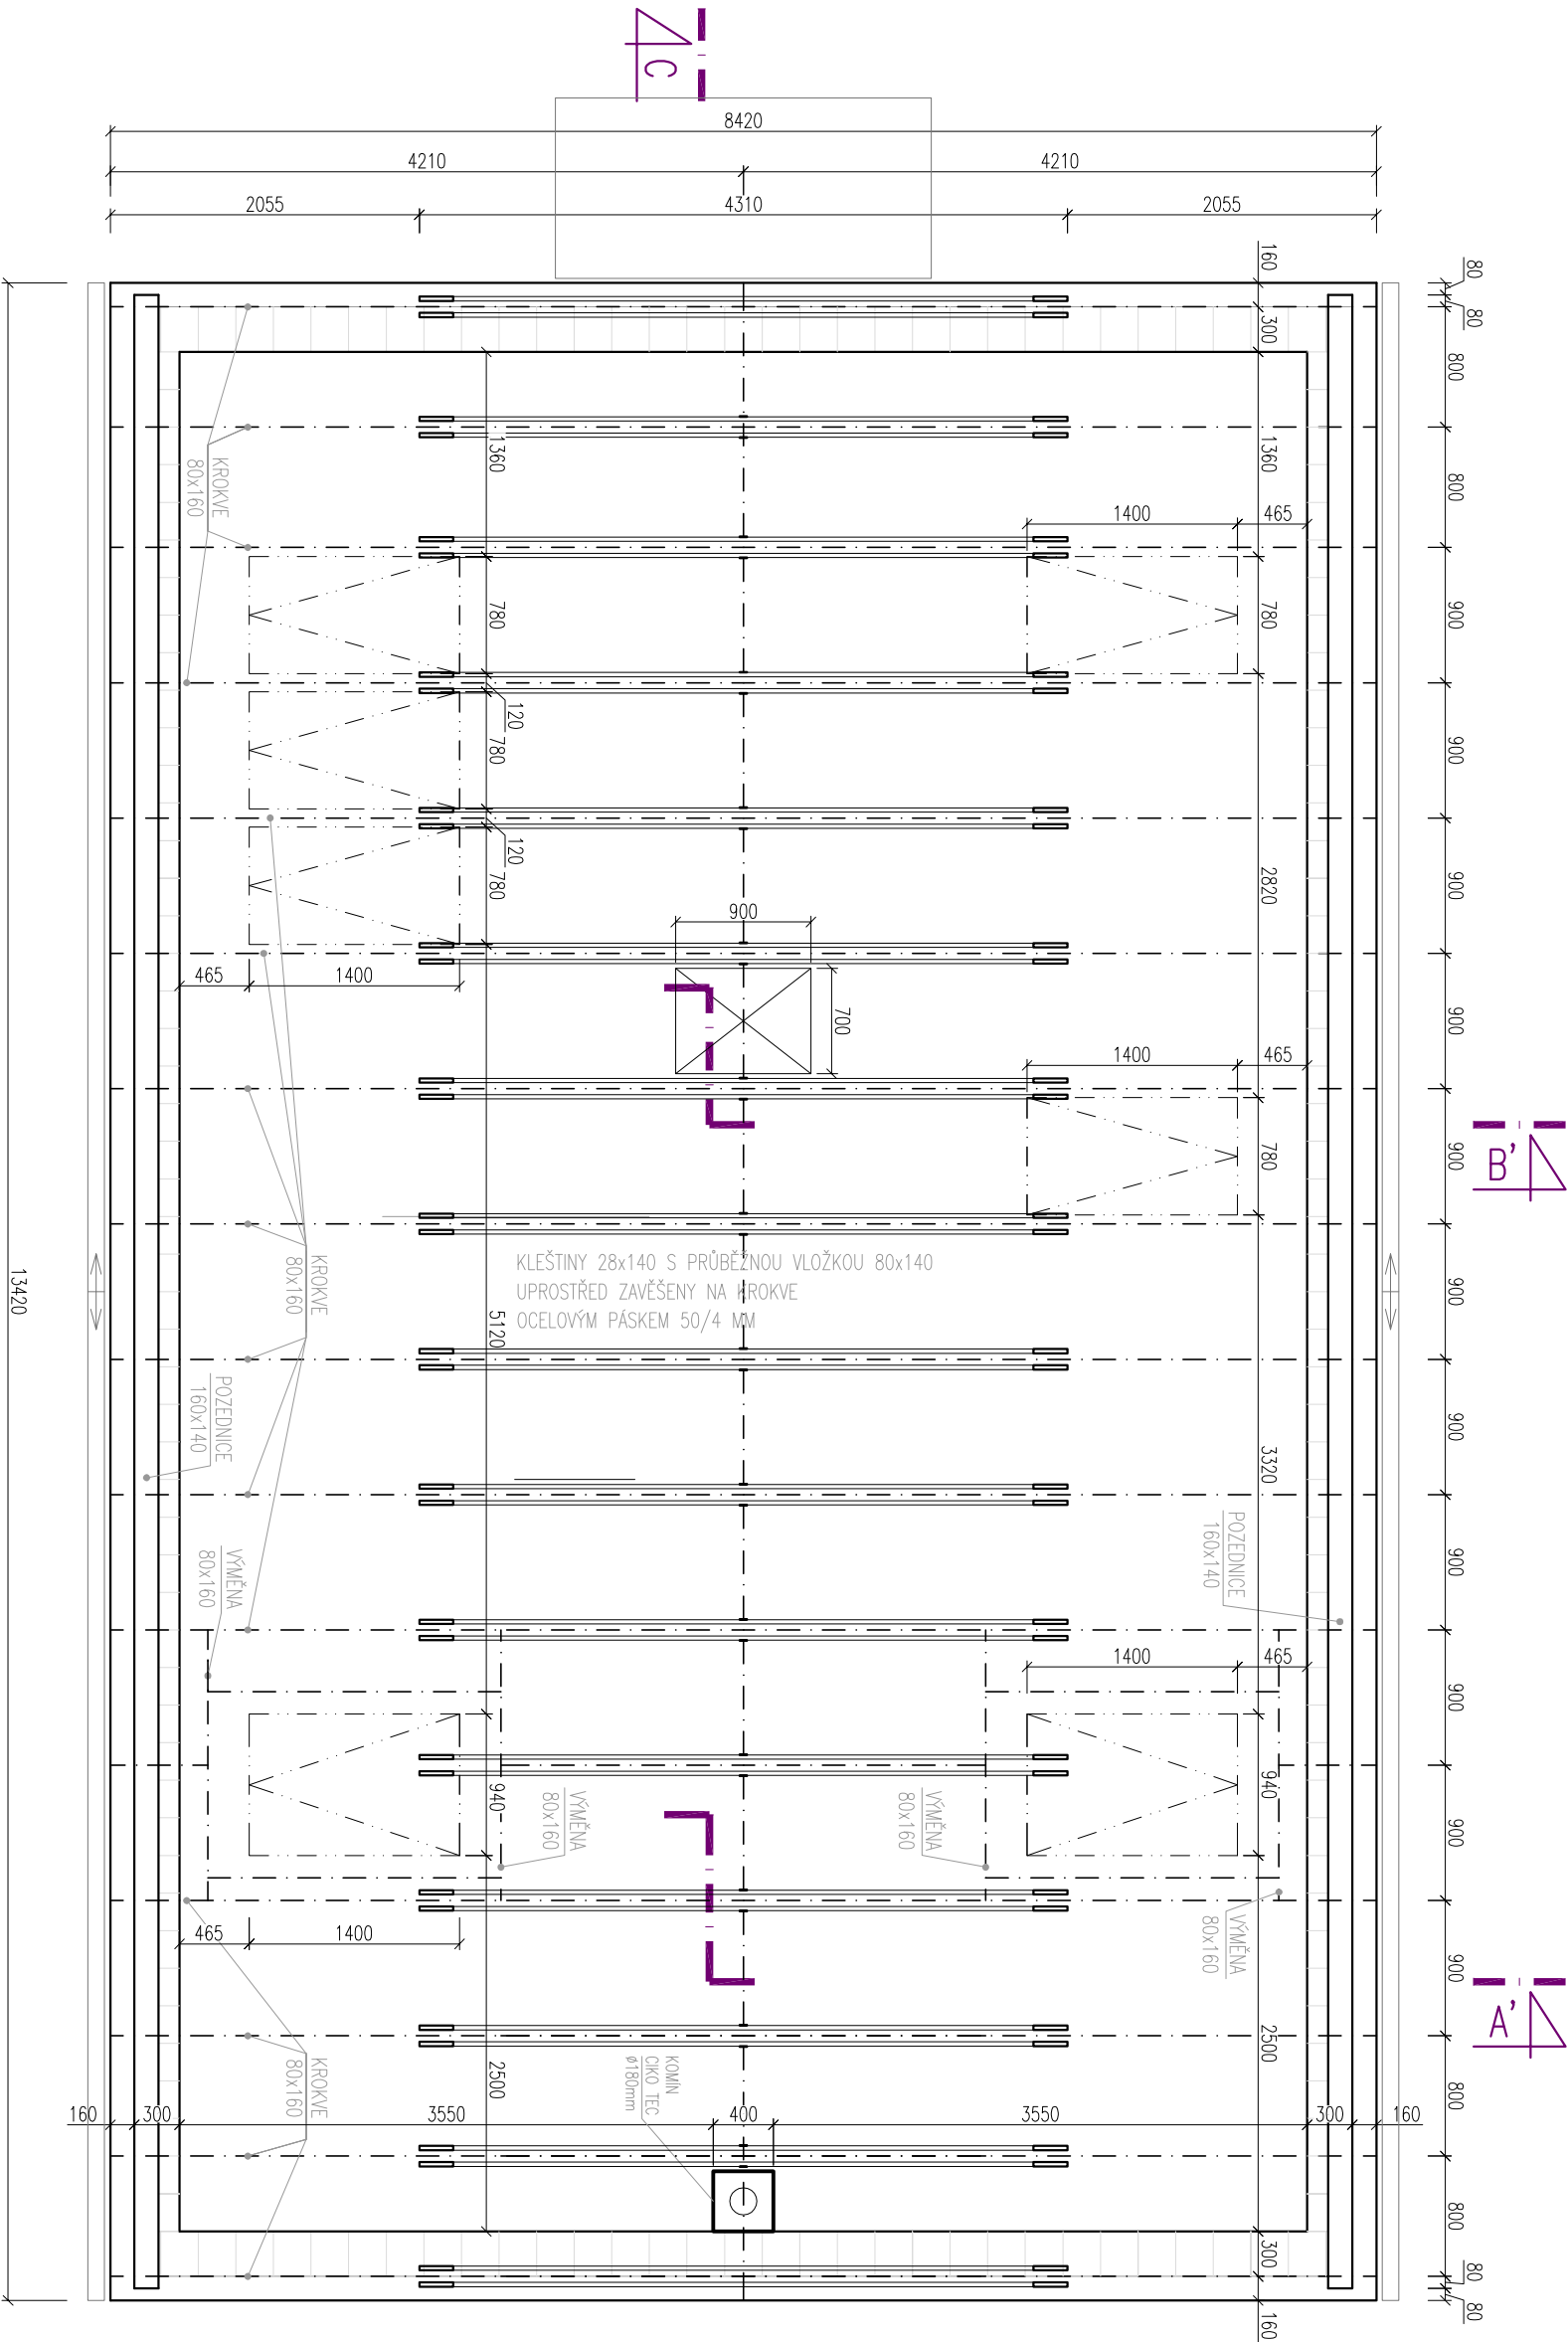 C
8420
4210
4210
2055
4310
2055
160
80
80
300
800
1360
1360
KROKVE
80x160
800
1400
465
780
780
900
120
780
900
120
780
2820
900
900
465
1400
700
900
1400
465
780
900
B'
KLEŠTINY 28x140 S PRŮBĚŽNOU VLOŽKOU 80x140
UPROSTŘED ZAVĚŠENY NA KROKVE
OCELOVÝM PÁSKEM 50/4 MM
KROKVE
80x160
13420
5120
900
POZEDNICE
160x140
3320
900
POZEDNICE
160x140
VÝMĚNA
80x160
900
1400
465
900
940
940
VÝMĚNA
80x160
VÝMĚNA
80x160
900
VÝMĚNA
80x160
465
1400
900
A'
2500
2500
KOMÍN
CIKO TEC
ø180mm
KROKVE
80x160
800
160
300
3550
400
3550
300
160
800
300
80
80
160